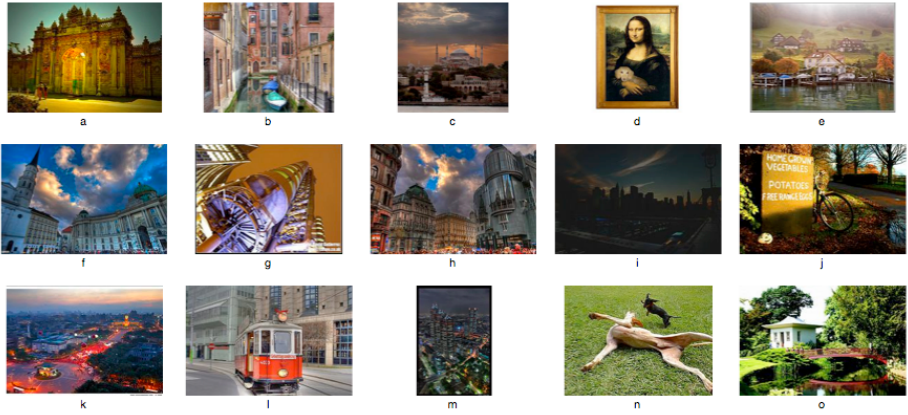 a
b
c
d
e
HOME GROWN
VEGETABLES
POTATOES
FREE RANGE EGGS
f
g
h
i
j
k
l
m
n
o